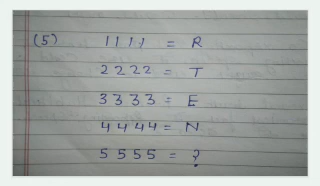 (5) 1111 = R
2222 = T
3333 = E
4444 = N
5555 = ?